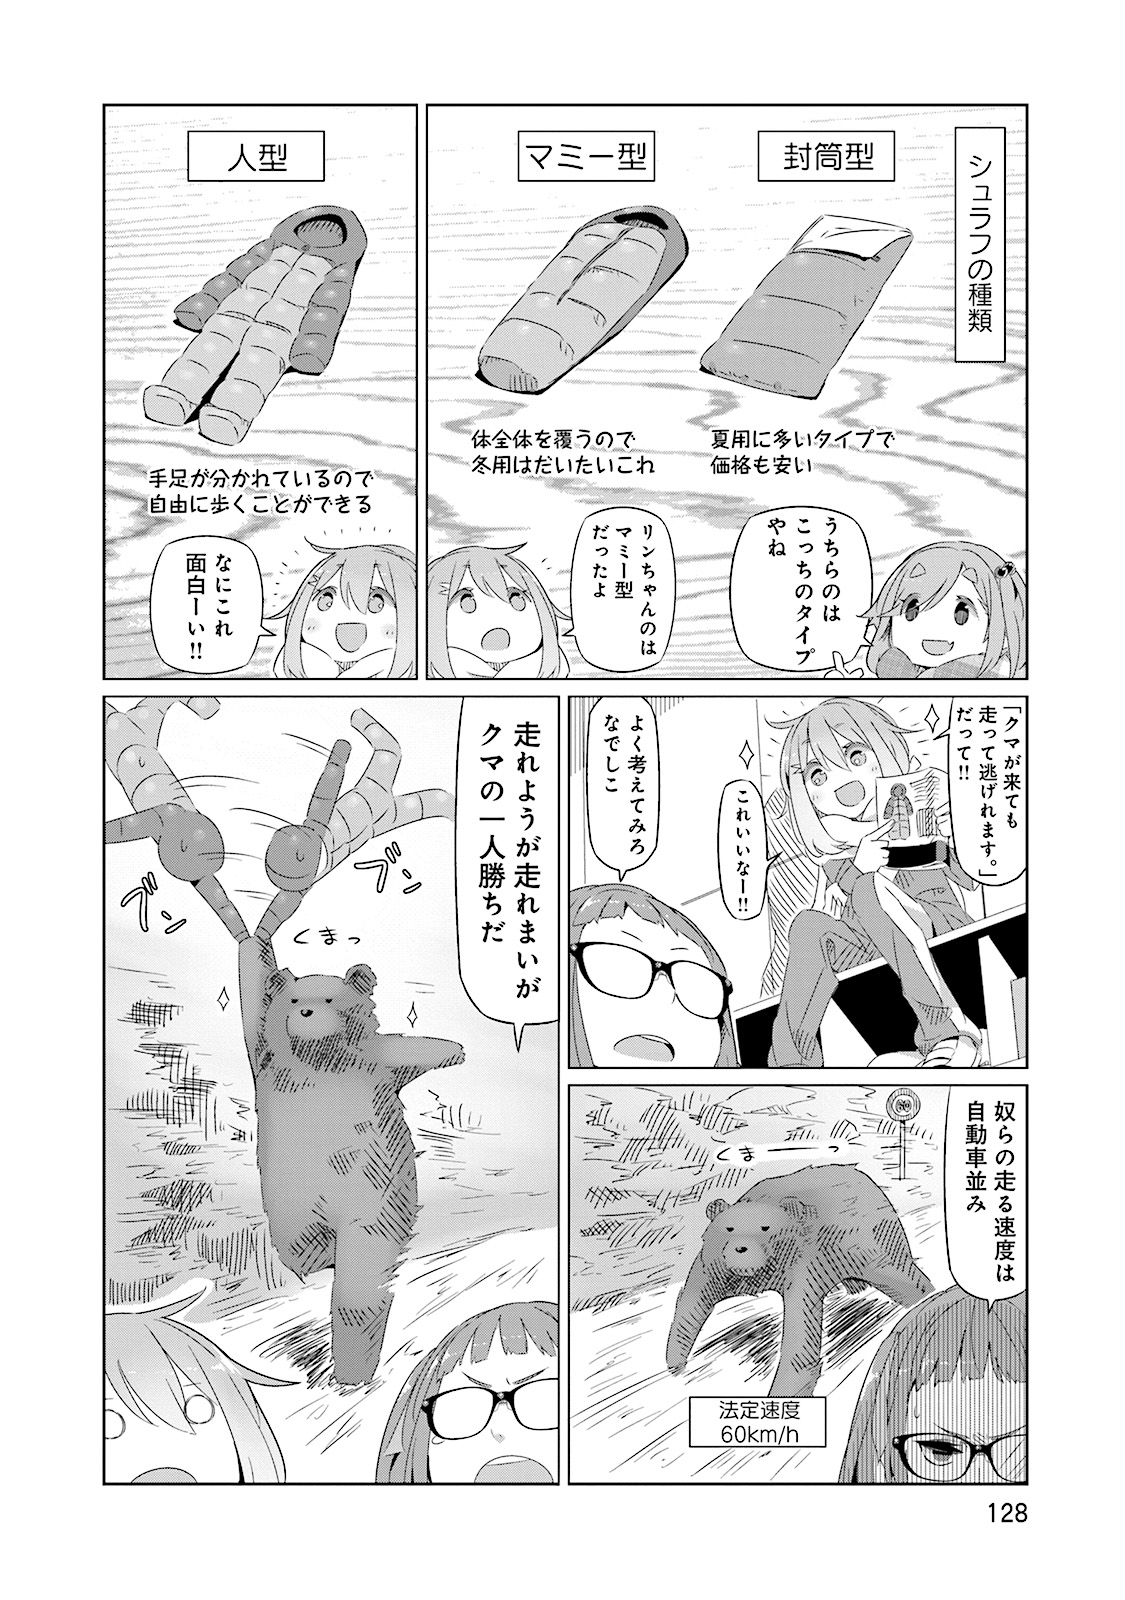 シュラフの種類
封筒型
夏用に多いタイプで
価格も安い
うちらのは
こっちのタイプ
やね
マミー型
体全体を覆うので
冬用はだいたいこれ
リンちゃんのは
マミー型
だったよ
人型
手足が分かれているので
自由に歩くことができる
なにこれ
面白ーい!!
「クマが来ても
走って逃げれます。」
だって!!
これいいなー!!
よく考えてみろ
なでしこ
奴らの走る速度は
自動車並み
くまーーっ
法定速度
60km/h
走れようが走れまいが
クマの一人勝ちだ
くまっ
ブンッ
ブンッ
128